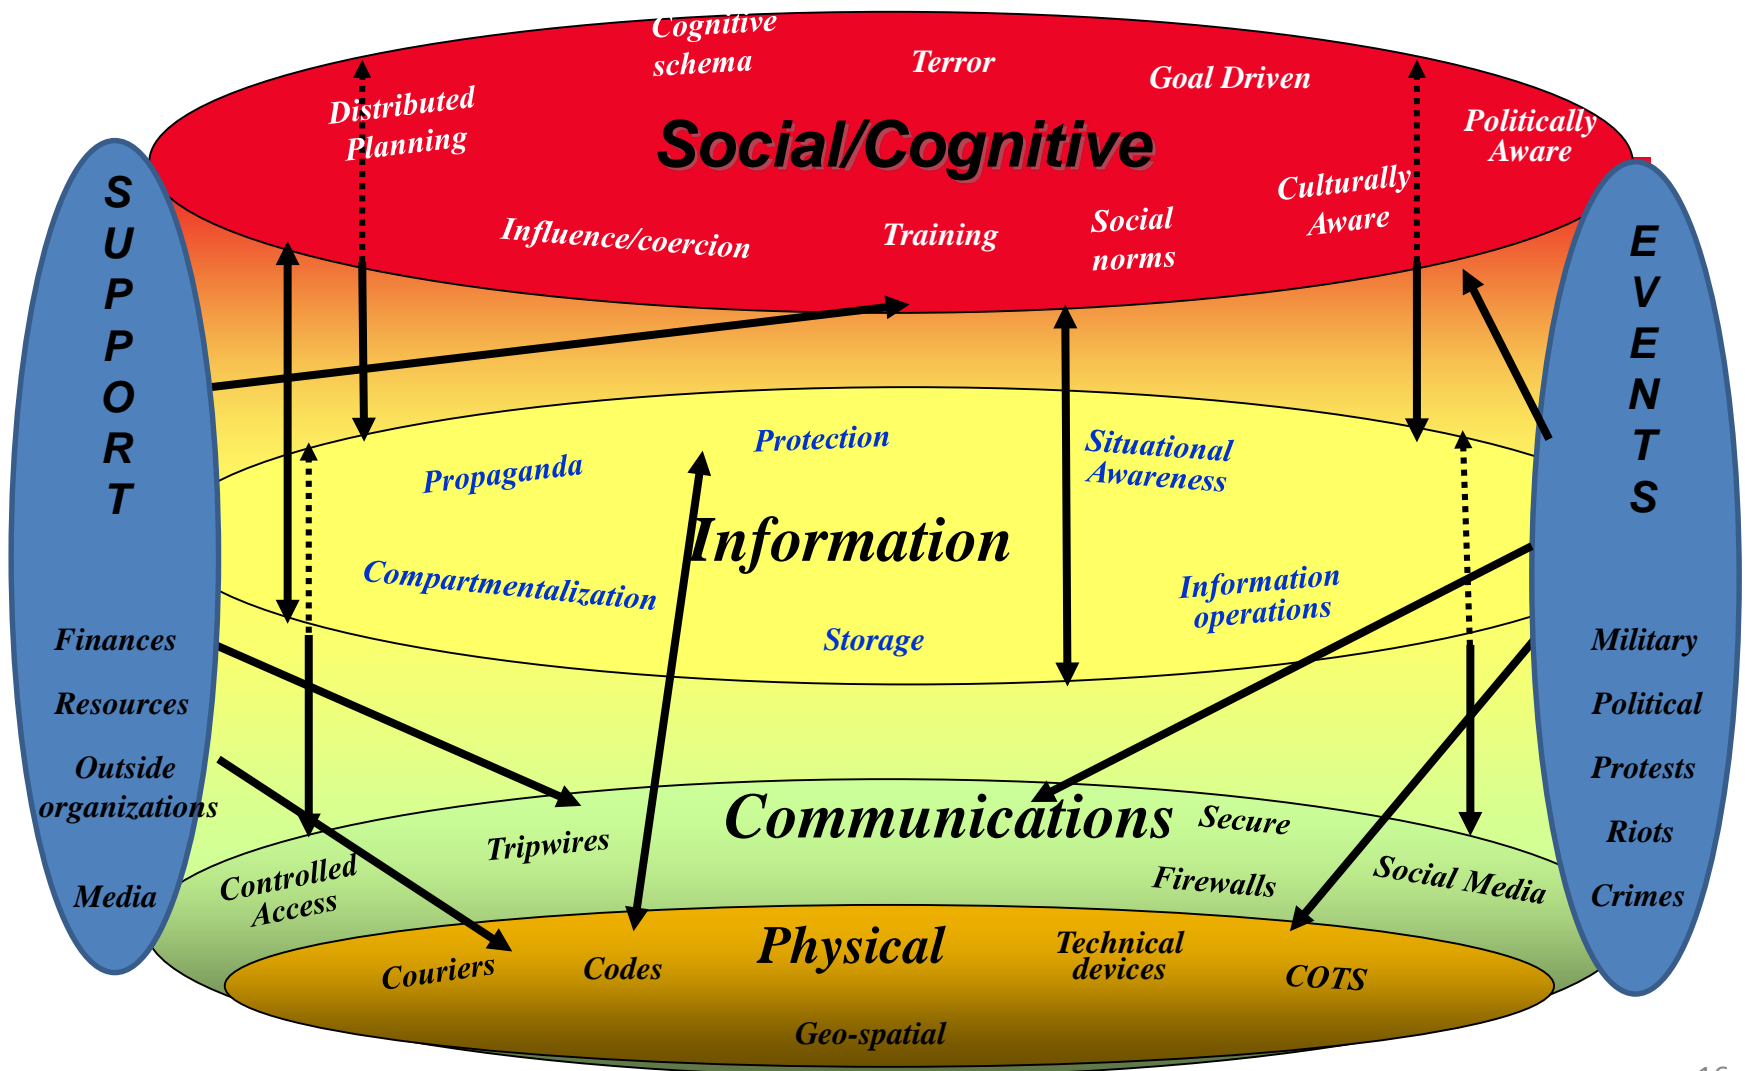 Cognitive
schema
Terror
Goal Driven
Distributed
Planning
Social/Cognitive
Politically
Aware
Culturally
Aware
Influence/coercion
Training
Social
norms
S
U
P
P
O
R
T
Finances
Resources
Outside
organizations
Media
E
V
E
N
T
S
Military
Political
Protests
Riots
Crimes
Protection
Propaganda
Situational
Awareness
Information
Compartmentalization
Information
operations
Storage
Communications
Secure
Tripwires
Controlled
Access
Firewalls
Social Media
Physical
Technical
devices
Couriers
Codes
COTS
Geo-spatial